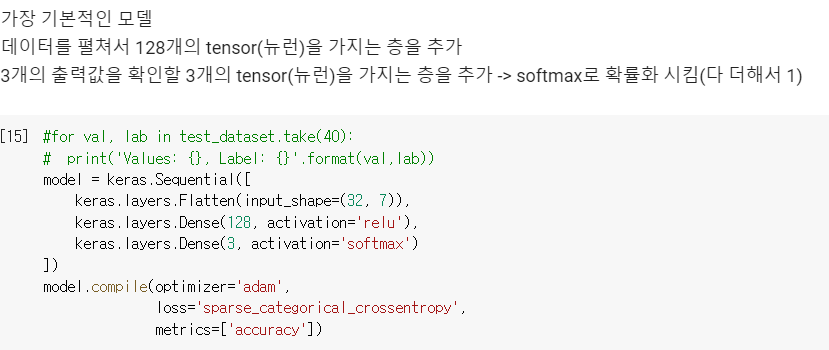 가장 기본적인 모델
데이터를 펼쳐서 128개의 tensor(뉴런)을 가지는 층을 추가
3개의 출력값을 확인할 3개의 tensor(뉴런)을 가지는 층을 추가 -> softmax로 확률화 시킴(다 더해서 1)
[15] #for val, lab in test_dataset.take(40):
#  print('Values: {}, Label: {}'.format(val,lab))
model = keras.Sequential([
    keras.layers.Flatten(input_shape=(32, 7)),
    keras.layers.Dense(128, activation='relu'),
    keras.layers.Dense(3, activation='softmax')
])
model.compile(optimizer='adam',
              loss='sparse_categorical_crossentropy',
              metrics=['accuracy'])